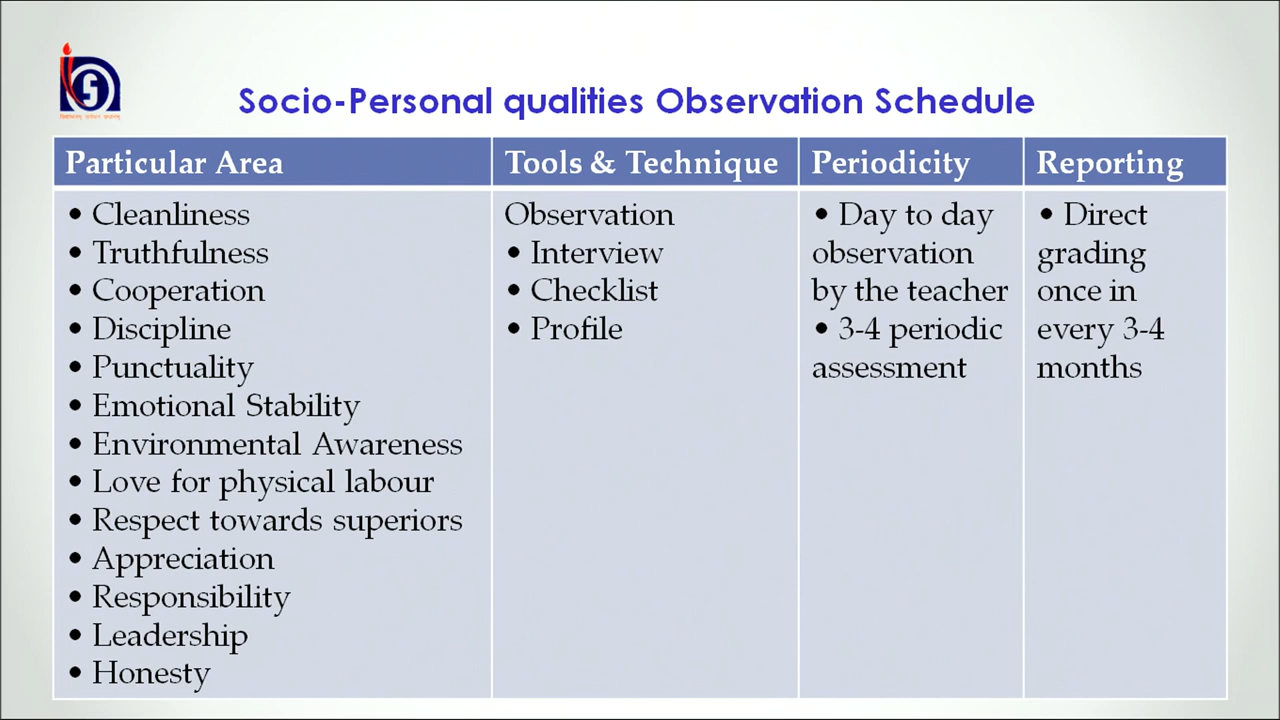 Socio-Personal qualities Observation Schedule
Particular Area
Tools & Technique
Periodicity
Reporting
• Cleanliness
• Truthfulness
• Cooperation
• Discipline
• Punctuality
• Emotional Stability
• Environmental Awareness
• Love for physical labour
• Respect towards superiors
• Appreciation
• Responsibility
• Leadership
• Honesty
Observation
• Interview
• Checklist
• Profile
• Day to day
observation
by the teacher
• 3-4 periodic
assessment
• Direct
grading
once in
every 3-4
months